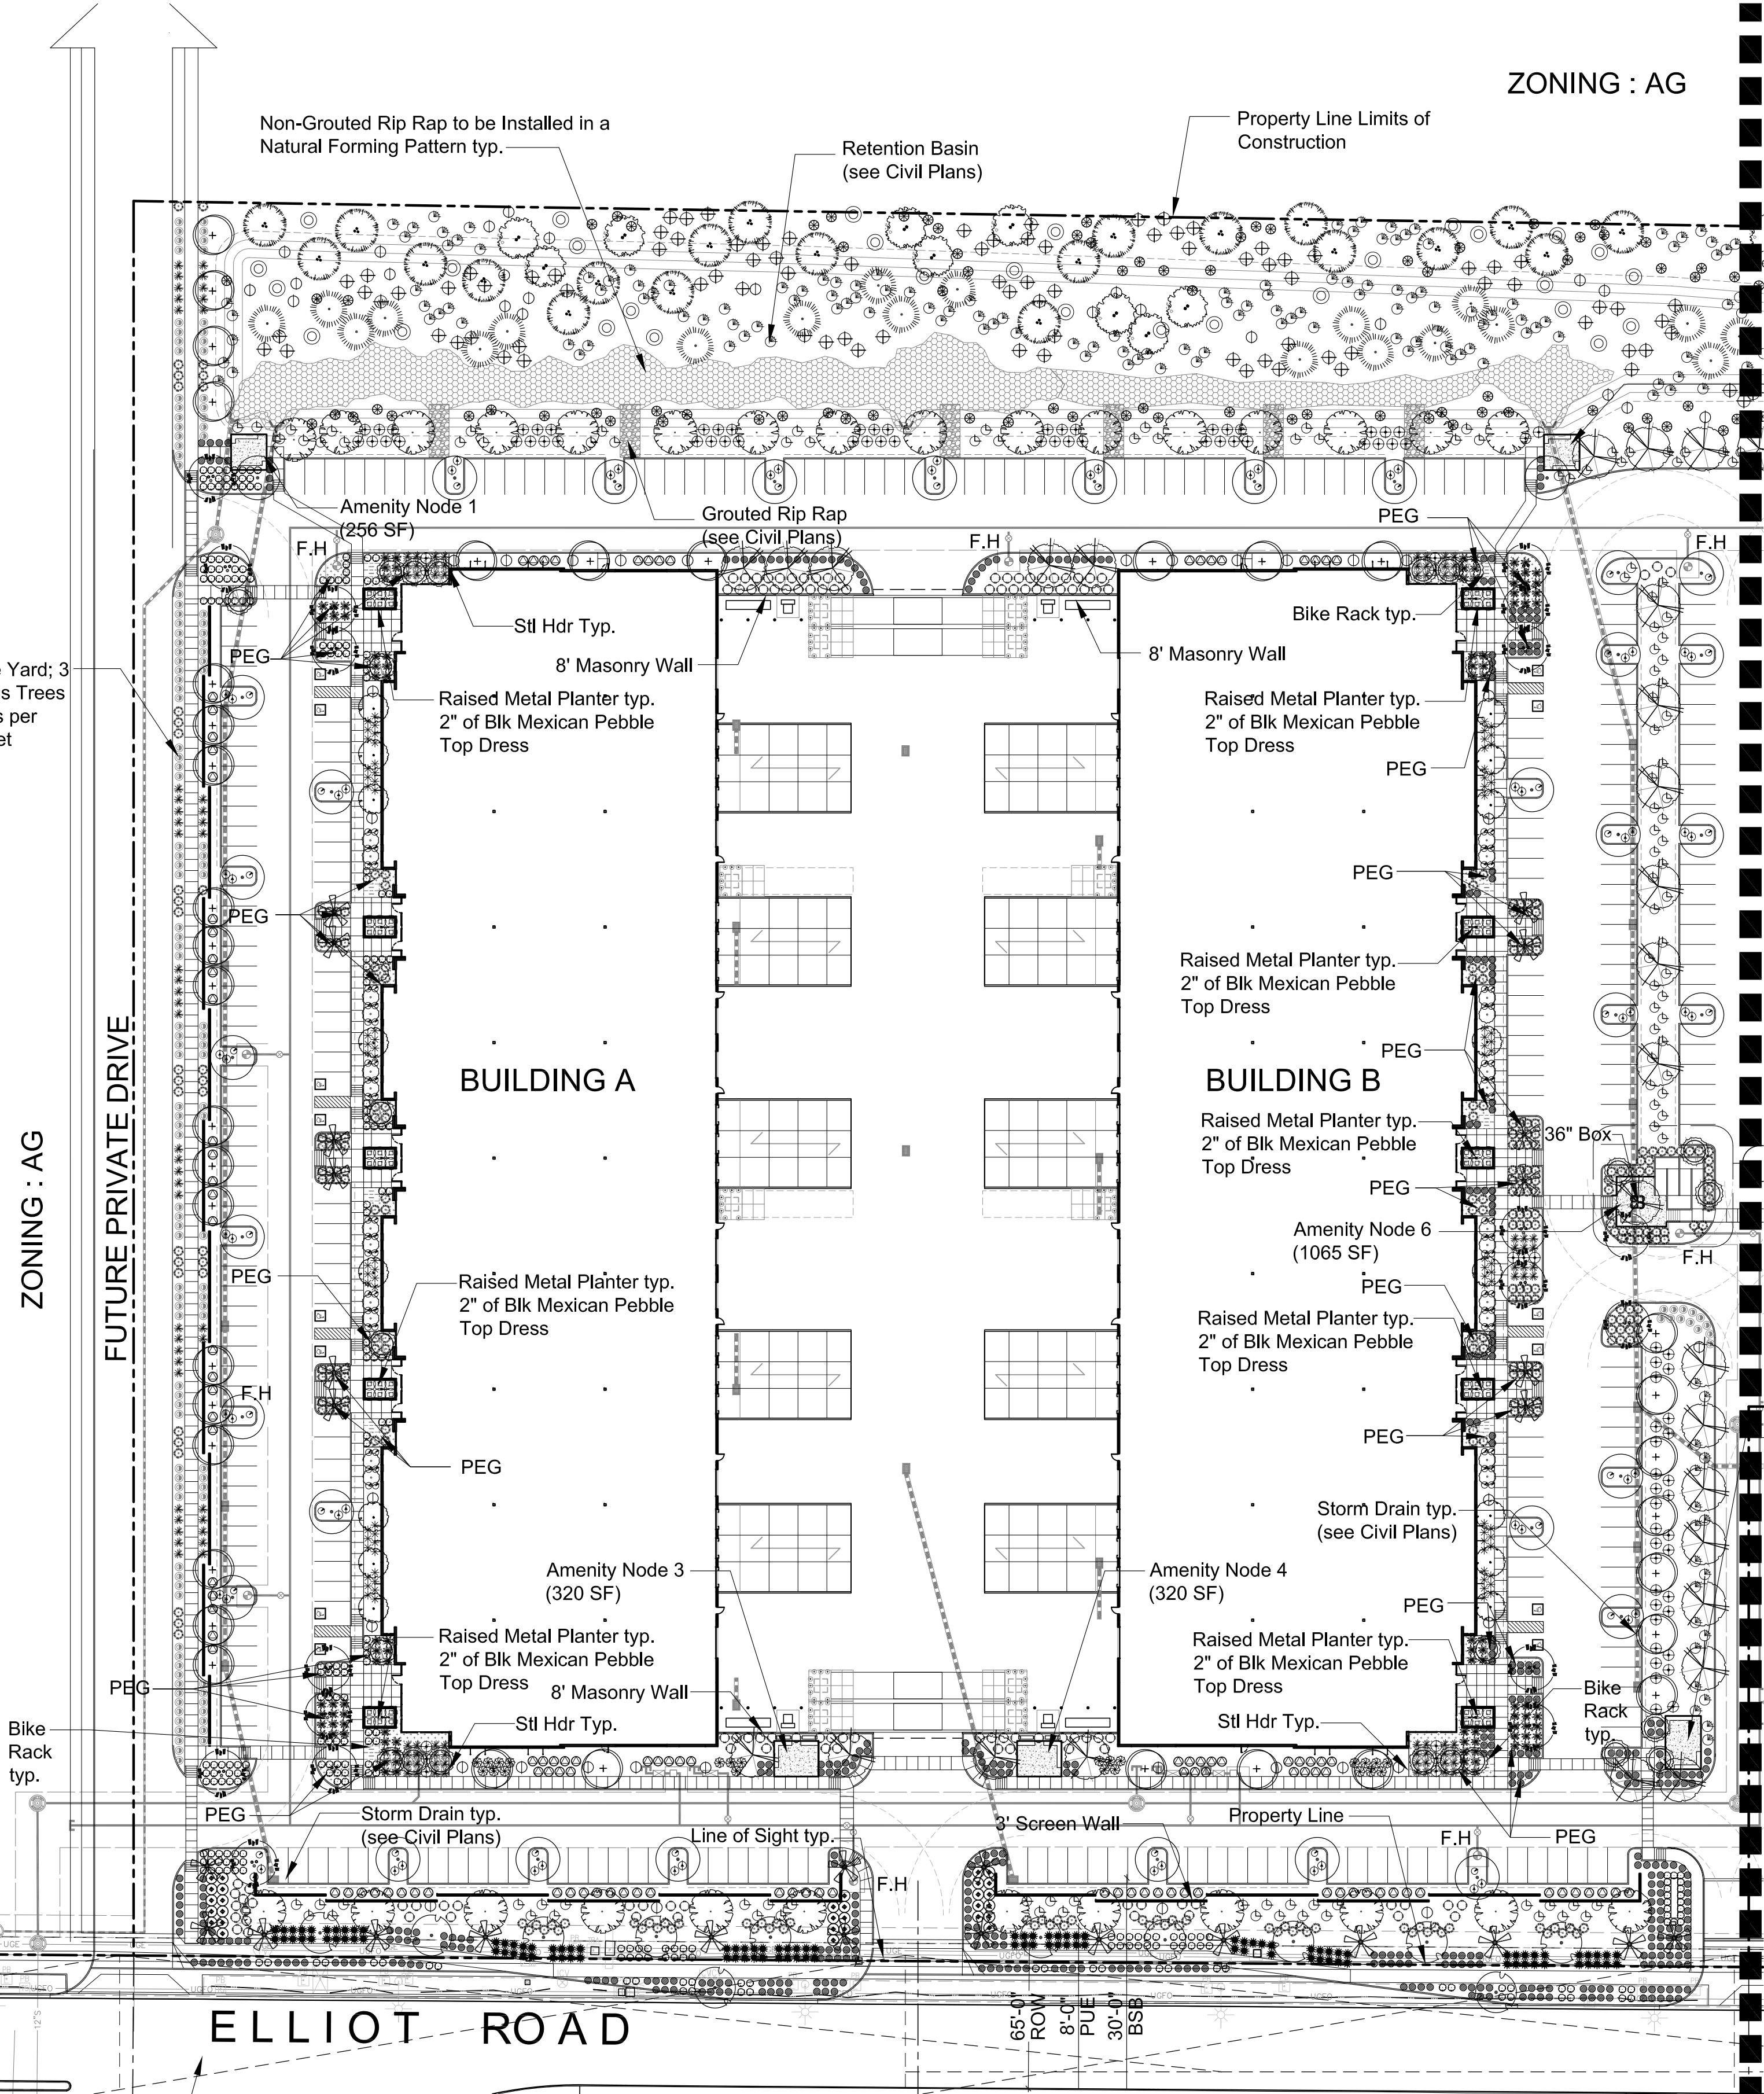 ZONING : AG
Non-Grouted Rip Rap to be Installed in a
Natural Forming Pattern typ.
Retention Basin
(see Civil Plans)
Property Line Limits of
Construction
Amenity Node 1
(256 SF)
Grouted Rip Rap
(see Civil Plans)
PEG
F.H
F.H
F.H
Stl Hdr Typ.
Bike Rack typ.
PEG
8' Masonry Wall
8' Masonry Wall
Yard; 3
s Trees
s per
et
Raised Metal Planter typ.
2" of Blk Mexican Pebble
Top Dress
Raised Metal Planter typ.
2" of Blk Mexican Pebble
Top Dress
PEG
PEG
PEG
Raised Metal Planter typ.
2" of Blk Mexican Pebble
Top Dress
PEG
BUILDING A
BUILDING B
FUTURE PRIVATE DRIVE
ZONING : AG
Raised Metal Planter typ.
2" of Blk Mexican Pebble
Top Dress
36" Box
PEG
Amenity Node 6
(1065 SF)
F.H
PEG
PEG
Raised Metal Planter typ.
2" of Blk Mexican Pebble
Top Dress
Raised Metal Planter typ.
2" of Blk Mexican Pebble
Top Dress
F.H
PEG
PEG
Storm Drain typ.
(see Civil Plans)
Amenity Node 3
(320 SF)
Amenity Node 4
(320 SF)
PEG
Raised Metal Planter typ.
2" of Blk Mexican Pebble
Top Dress
Raised Metal Planter typ.
2" of Blk Mexican Pebble
Top Dress
PEG
8' Masonry Wall
Bike
Rack
typ.
Stl Hdr Typ.
Stl Hdr Typ.
Bike
Rack
typ.
PEG
Storm Drain typ.
(see Civil Plans)
Line of Sight typ.
3' Screen Wall
Property Line
F.H
PEG
F.H
UGE
UGE
UGE
UGE
UGFO
UGFO
UGFO
UGFO
UGFO
12"S
ELLIOT ROAD
65'-0"
ROW
8'-0"
PUE
30'-0"
BSB